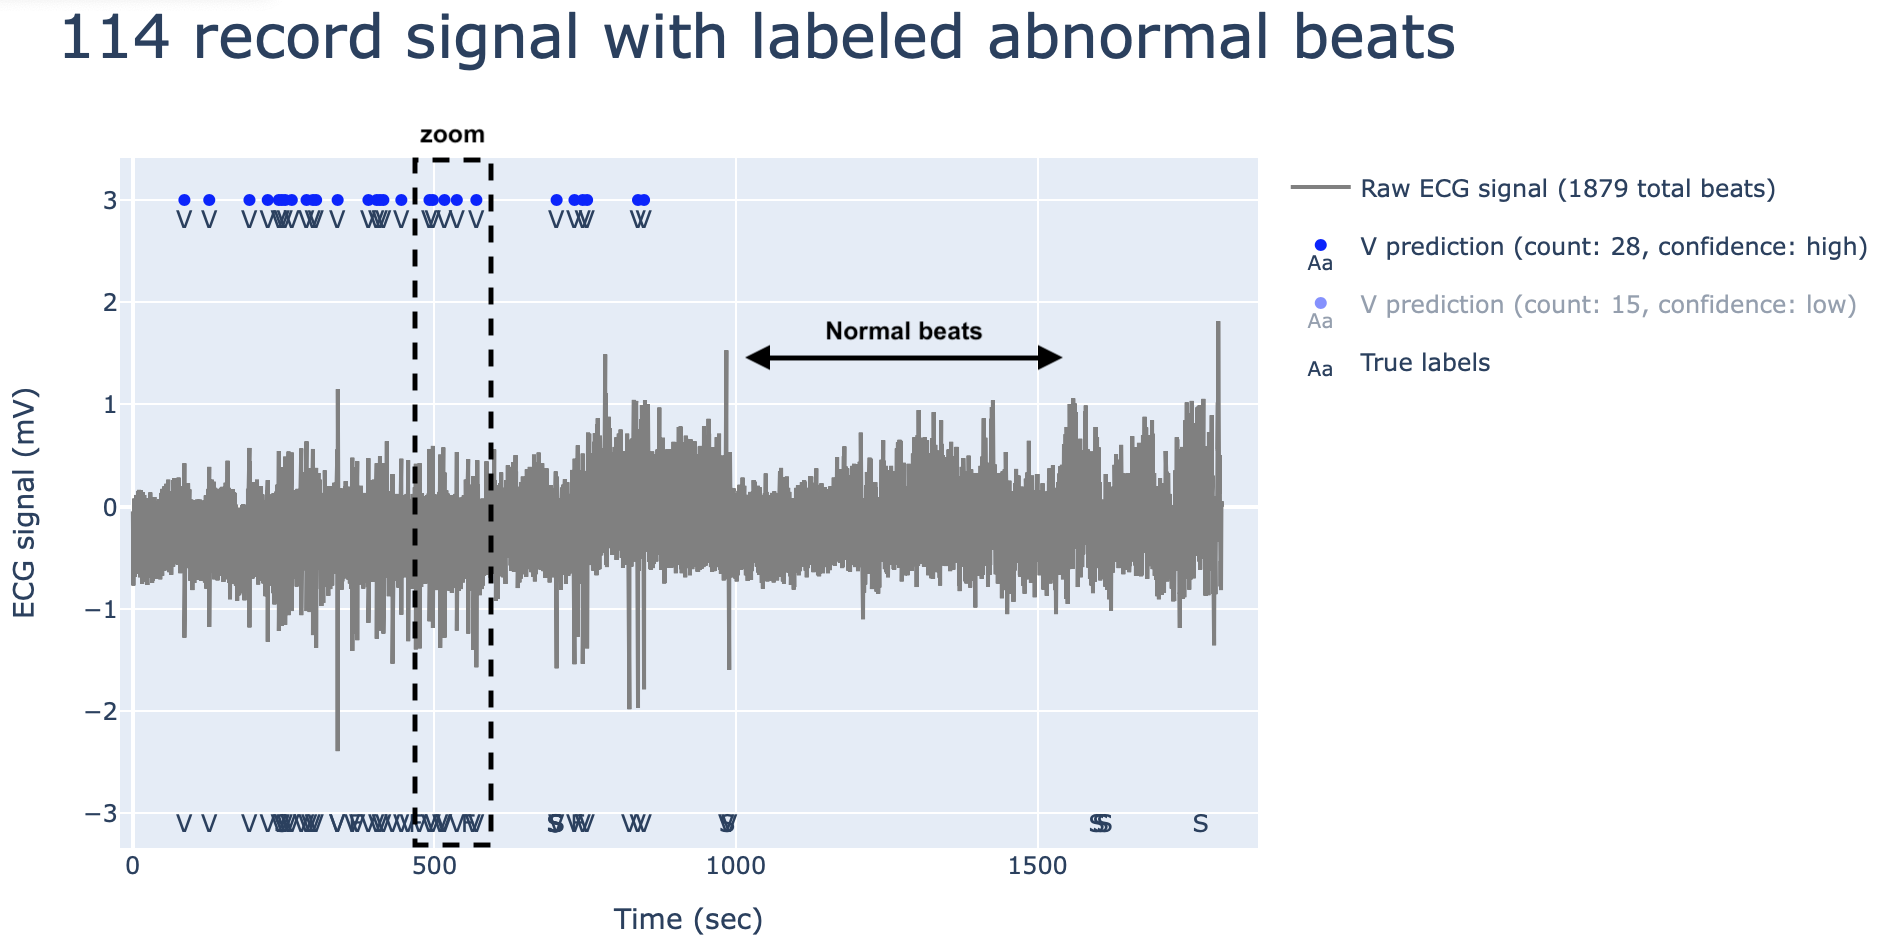 114 record signal with labeled abnormal beats
zoom
3
2
1
0
−1
−2
−3
ECG signal (mV)
V V V V V V V V V V V V V V V V
Normal beats
0 500 1000 1500
Time (sec)
Raw ECG signal (1879 total beats)
Aa V prediction (count: 28, confidence: high)
Aa V prediction (count: 15, confidence: low)
Aa True labels
S